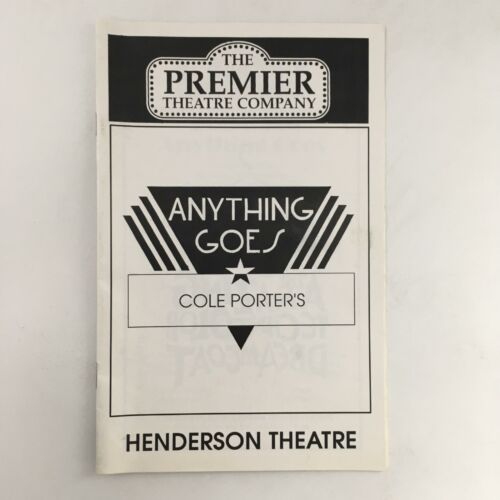 THE
PREMIER
THEATRE COMPANY
ANYTHING
GOES
COLE PORTER'S
HENDERSON THEATRE